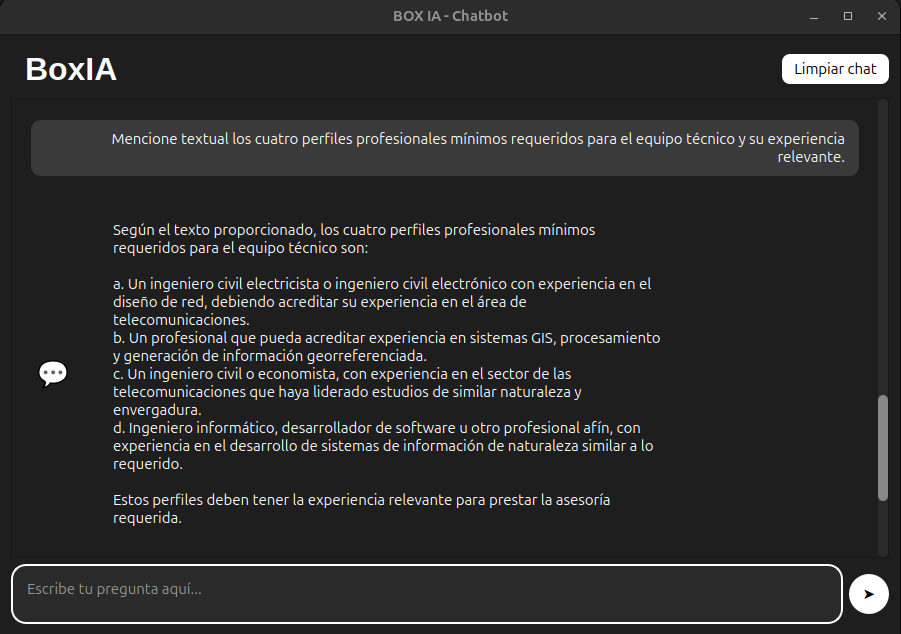 BOX IA - Chatbot
BoxIA
Limpiar chat
Mencione textual los cuatro perfiles profesionales mínimos requeridos para el equipo técnico y su experiencia
relevante.
Según el texto proporcionado, los cuatro perfiles profesionales mínimos
requeridos para el equipo técnico son:
a. Un ingeniero civil electricista o ingeniero civil electrónico con experiencia en el
diseño de red, debiendo acreditar su experiencia en el área de
telecomunicaciones.
b. Un profesional que pueda acreditar experiencia en sistemas GIS, procesamiento
y generación de información georreferenciada.
c. Un ingeniero civil o economista, con experiencia en el sector de las
telecomunicaciones que haya liderado estudios de similar naturaleza y
envergadura.
d. Ingeniero informático, desarrollador de software u otro profesional afín, con
experiencia en el desarrollo de sistemas de información de naturaleza similar a lo
requerido.
Estos perfiles deben tener la experiencia relevante para prestar la asesoría
requerida.
Escribe tu pregunta aquí...